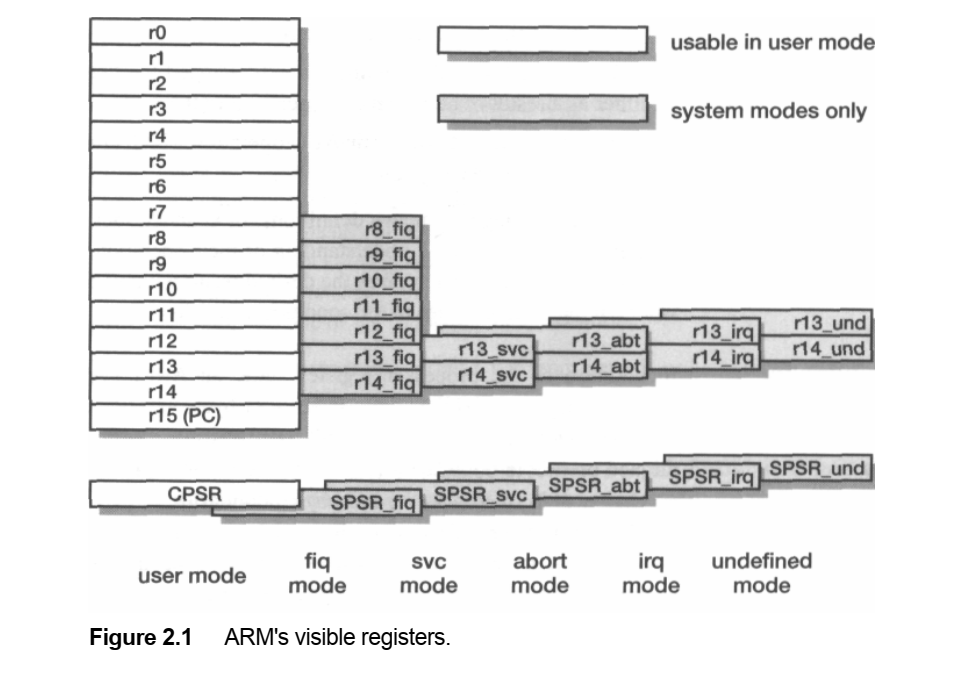 r0
r1
r2
r3
r4
r5
r6
r7
r8
r9
r10
r11
r12
r13
r14
r15 (PC)
usable in user mode
system modes only
r8_fiq
r9_fiq
r10_fiq
r11_fiq
r12_fiq
r13_fiq
r14_fiq
r13_svc
r14_svc
r13_abt
r14_abt
r13_irq
r14_irq
r13_und
r14_und
CPSR
SPSR_fiq
SPSR_svc
SPSR_abt
SPSR_irq
SPSR_und
user mode
fiq
mode
svc
mode
abort
mode
irq
mode
undefined
mode
Figure 2.1 ARM's visible registers.